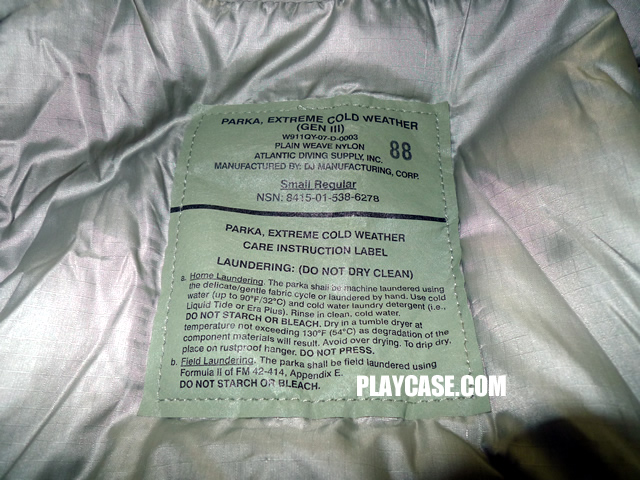 PARKA, EXTREME COLD WEATHER
(GEN III)
W911QY-07-D-0003
PLAIN WEAVE NYLON
88
ATLANTIC DIVING SUPPLY, INC.
MANUFACTURED BY: DJ MANUFACTURING, CORP.
Small Regular
NSN: 8415-01-538-6278
PARKA, EXTREME COLD WEATHER
CARE INSTRUCTION LABEL
LAUNDERING: (DO NOT DRY CLEAN)
a. Home Laundering. The parka shall be machine laundered using
the delicate/gentle fabric cycle or laundered by hand. Use cold
water (up to 90°F/32°C) and cold water laundry detergent (i.e.,
Liquid Tide or Era Plus). Rinse in clean, cold water.
DO NOT STARCH OR BLEACH. Dry in a tumble dryer at
temperature not exceeding 130°F (54°C) as degradation of the
component materials will result. Avoid over drying. To drip dry,
place on rustproof hanger. DO NOT PRESS.
b. Field Laundering. The parka shall be field laundered using
Formula II of FM 42-414, Appendix E.
DO NOT STARCH OR BLEACH.
PLAYCASE.COM